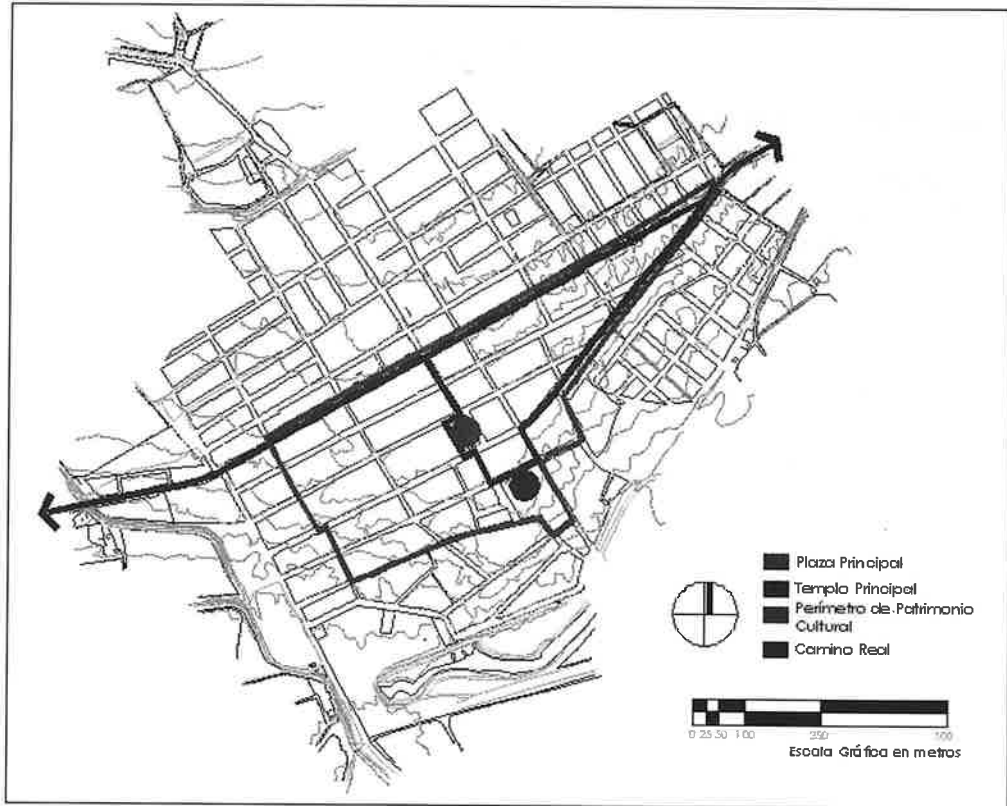 Plaza Principal
Templo Principal
Perímetro de Patrimonio
Cultural
Camino Real
0 25 50 100 250 500
Escala Gráfica en metros